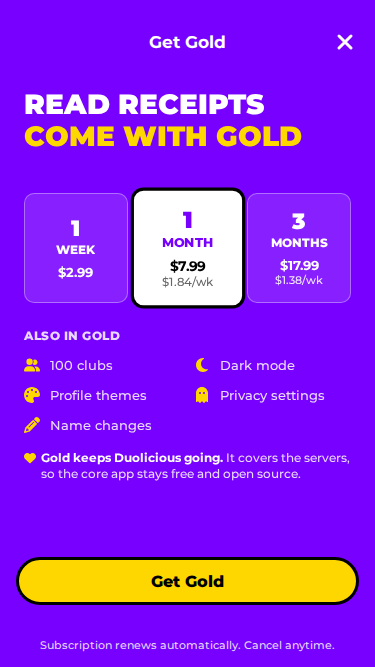 Get Gold
READ RECEIPTS
COME WITH GOLD
1
WEEK
$2.99
1
MONTH
$7.99
$1.84/wk
3
MONTHS
$17.99
$1.38/wk
ALSO IN GOLD
100 clubs
Dark mode
Profile themes
Privacy settings
Name changes
Gold keeps Duolicious going. It covers the servers,
so the core app stays free and open source.
Get Gold
Subscription renews automatically. Cancel anytime.